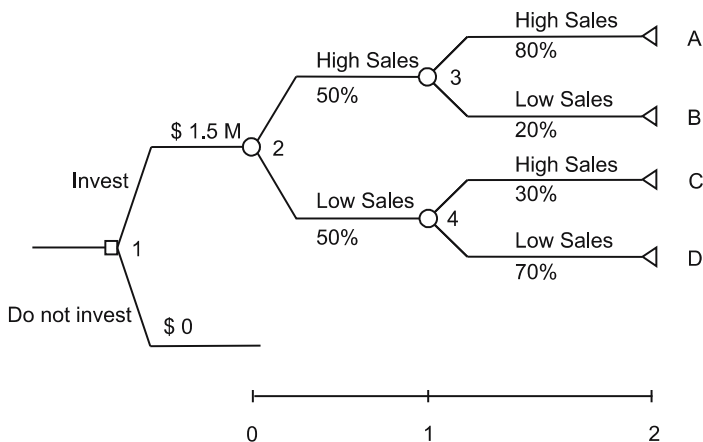 High Sales
80%
A
High Sales
50%
3
Low Sales
20%
B
$ 1.5 M
2
Invest
High Sales
30%
C
Low Sales
50%
4
Low Sales
70%
D
1
Do not invest
$ 0
0
1
2